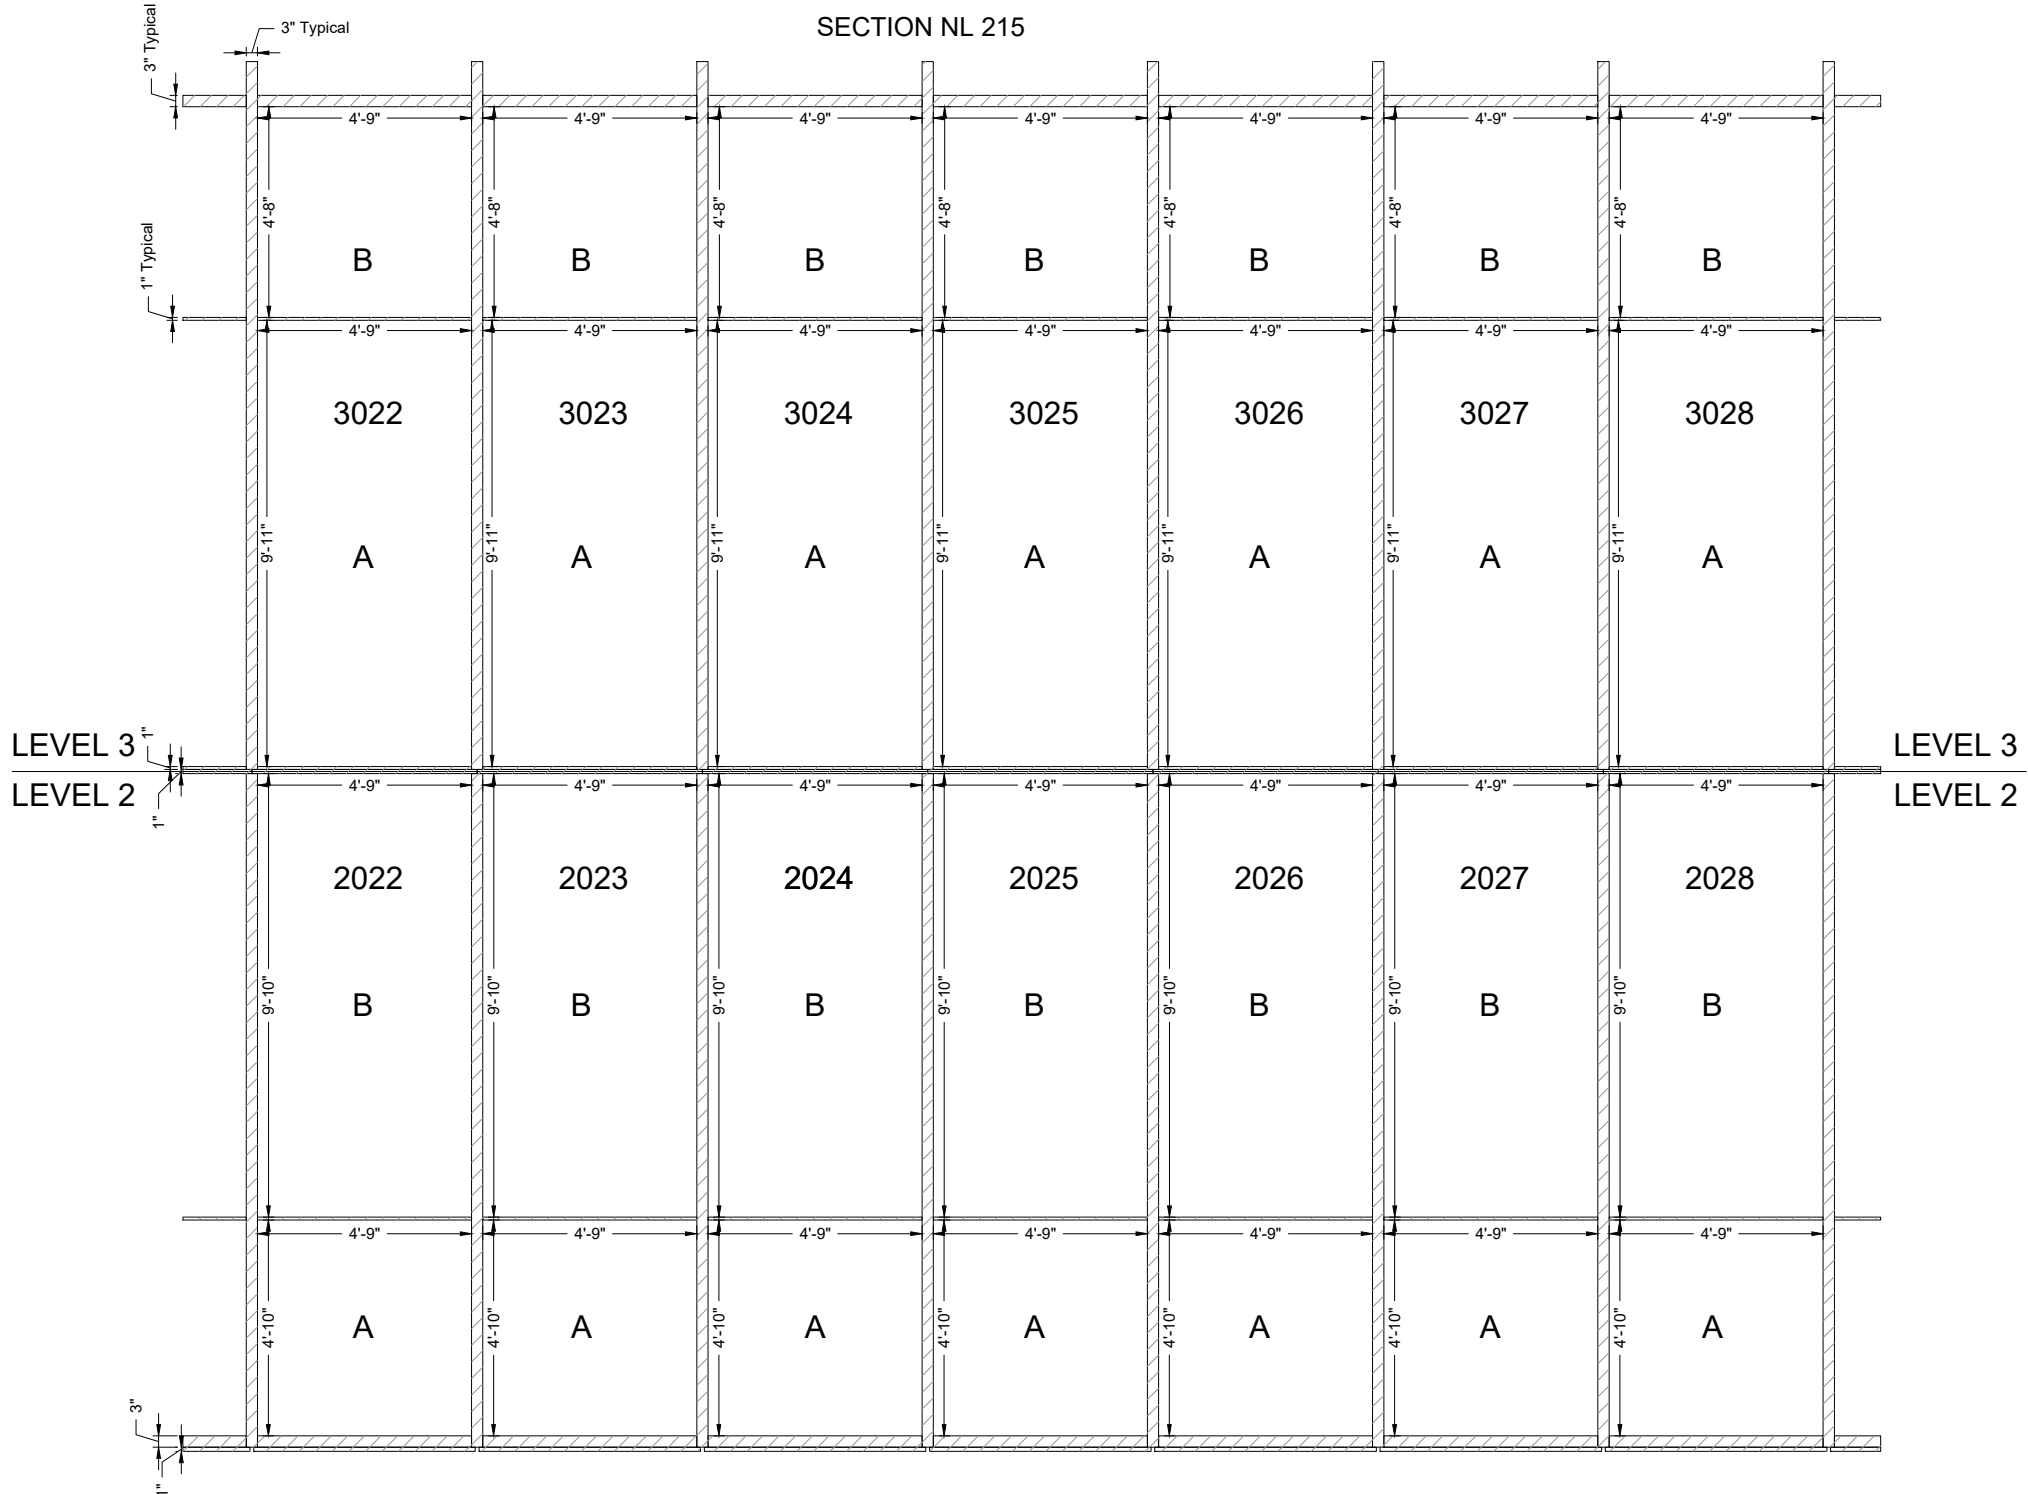 SECTION NL 215
3" Typical
3" Typical
4'-9" 4'-9" 4'-9" 4'-9" 4'-9" 4'-9" 4'-9"
4'-8" 4'-8" 4'-8" 4'-8" 4'-8" 4'-8" 4'-8"
1" Typical
B B B B B B B
4'-9" 4'-9" 4'-9" 4'-9" 4'-9" 4'-9" 4'-9"
3022 3023 3024 3025 3026 3027 3028
9'-11" 9'-11" 9'-11" 9'-11" 9'-11" 9'-11" 9'-11"
A A A A A A A
LEVEL 3 1" LEVEL 3
LEVEL 2 1" LEVEL 2
4'-9" 4'-9" 4'-9" 4'-9" 4'-9" 4'-9" 4'-9"
2022 2023 2024 2025 2026 2027 2028
9'-10" 9'-10" 9'-10" 9'-10" 9'-10" 9'-10" 9'-10"
B B B B B B B
4'-9" 4'-9" 4'-9" 4'-9" 4'-9" 4'-9" 4'-9"
4'-10" 4'-10" 4'-10" 4'-10" 4'-10" 4'-10" 4'-10"
A A A A A A A
3"
1"